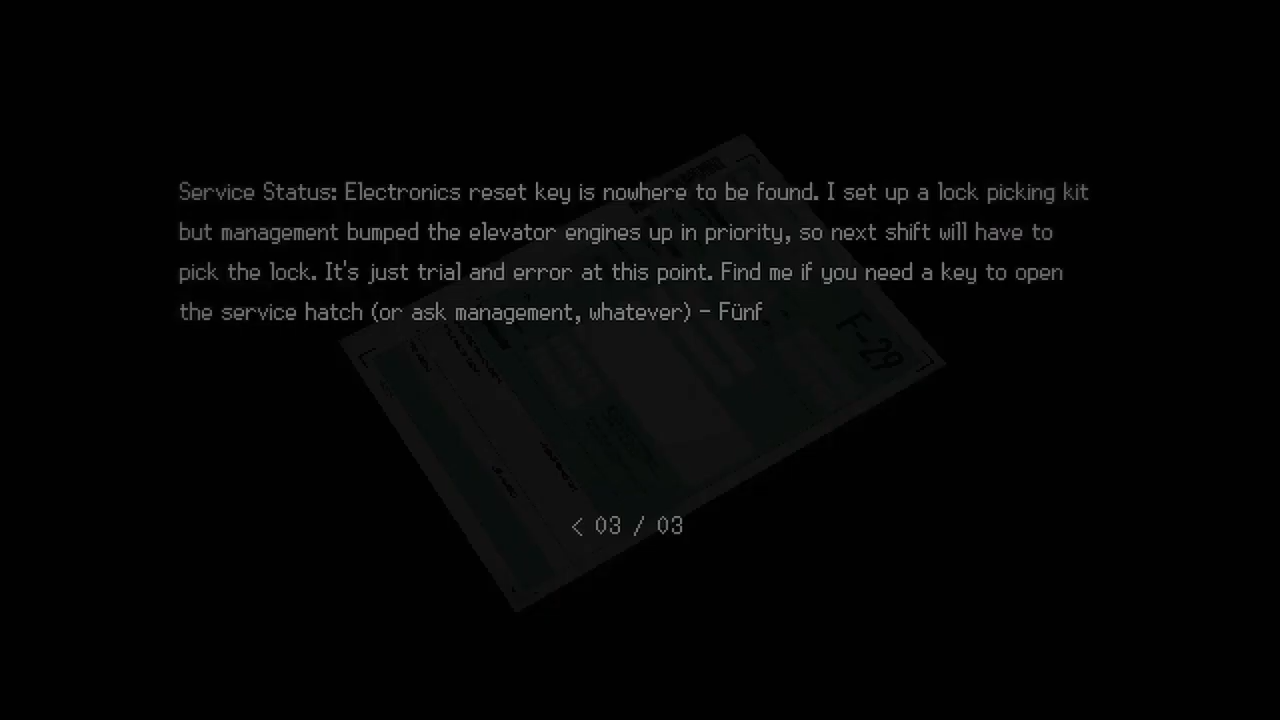 Service Status: Electronics reset key is nowhere to be found. I set up a lock picking kit
but management bumped the elevator engines up in priority, so next shift will have to
pick the lock. It's just trial and error at this point. Find me if you need a key to open
the service hatch (or ask management, whatever) - Fünf
F-29
< 03 / 03